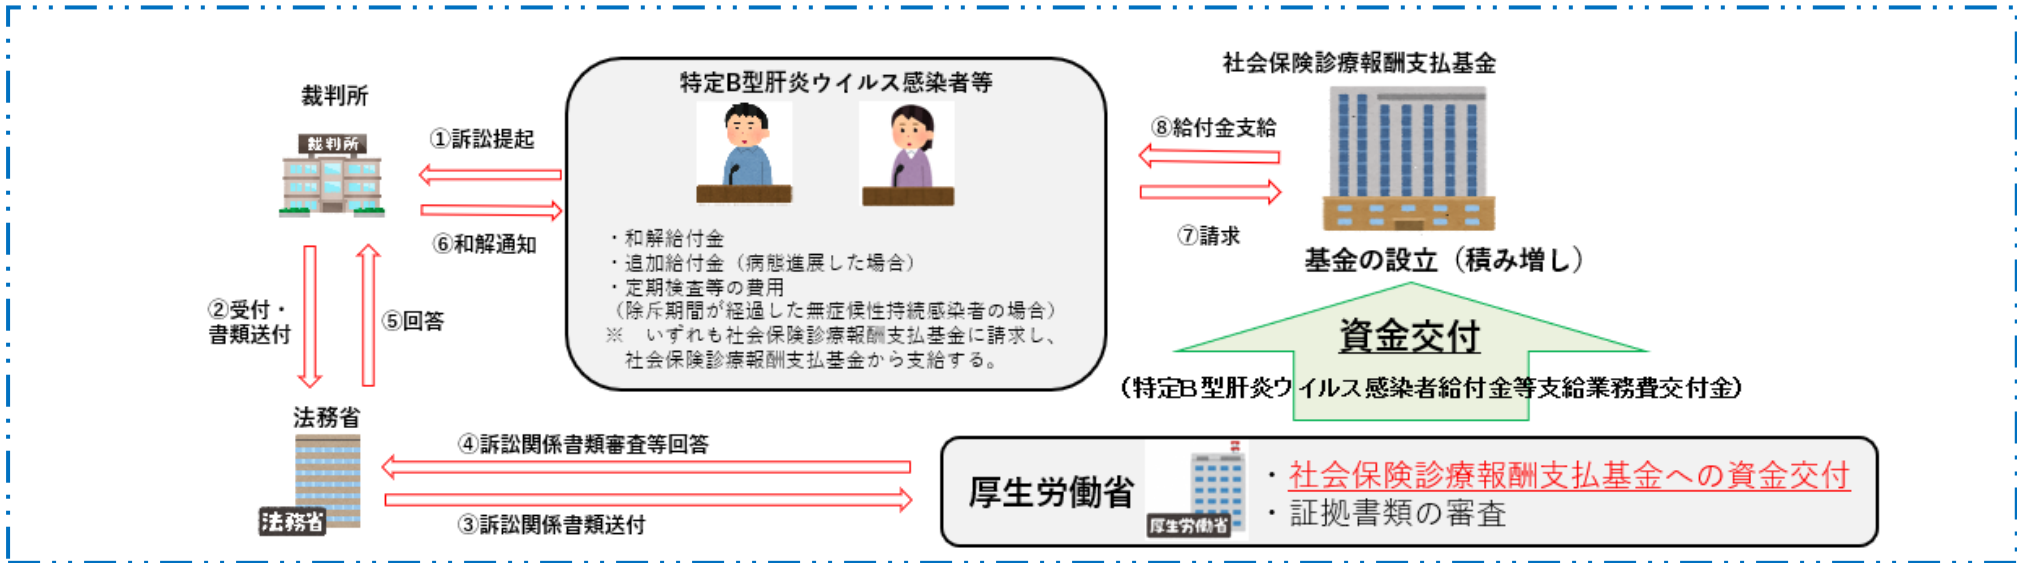 裁判所
裁判所
①訴訟提起
⑥和解通知
②受付・
書類送付
⑤回答
法務省
法務省
特定B型肝炎ウイルス感染者等
・和解給付金
・追加給付金（病態進展した場合）
・定期検査等の費用
（除斥期間が経過した無症候性持続感染者の場合）
※　いずれも社会保険診療報酬支払基金に請求し、
社会保険診療報酬支払基金から支給する。
社会保険診療報酬支払基金
⑧給付金支給
⑦請求
基金の設立（積み増し）
資金交付
（特定B型肝炎ウイルス感染者給付金等支給業務費交付金）
④訴訟関係書類審査等回答
③訴訟関係書類送付
厚生労働省
厚生労働省
・社会保険診療報酬支払基金への資金交付
・証拠書類の審査